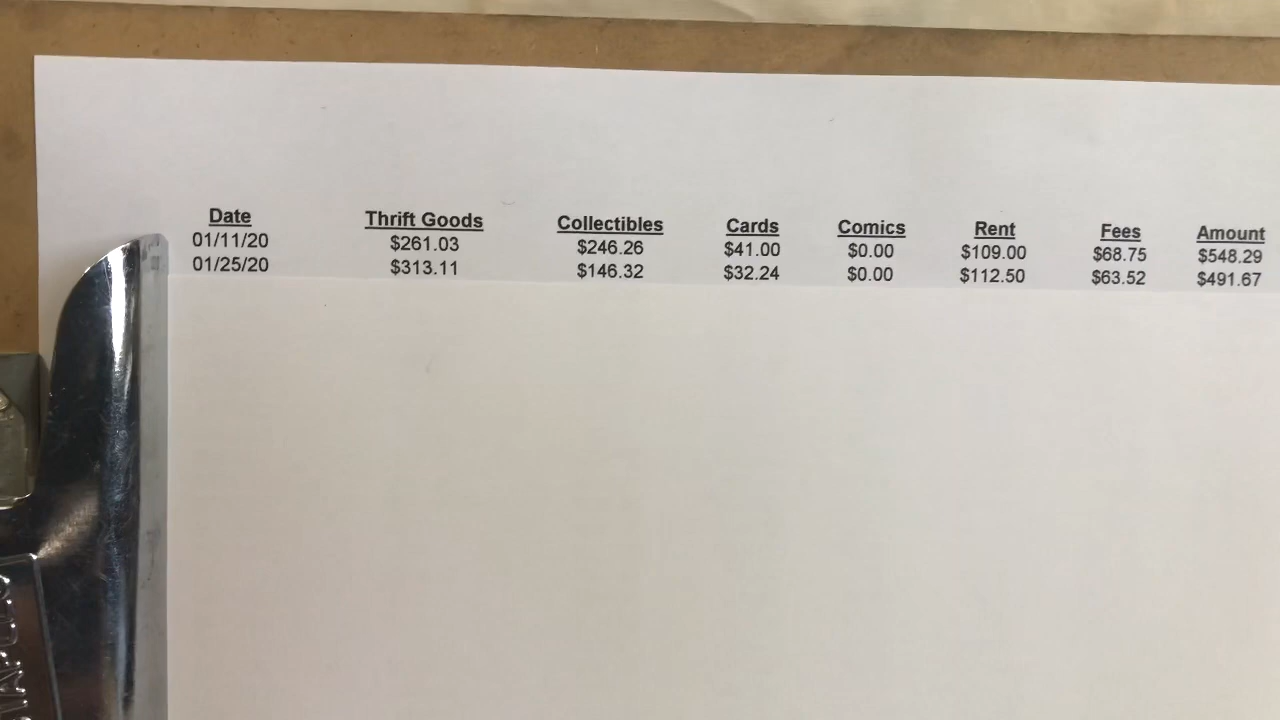 Date Thrift Goods Collectibles Cards Comics Rent Fees Amount
01/11/20 $261.03 $246.26 $41.00 $0.00 $109.00 $68.75 $548.29
01/25/20 $313.11 $146.32 $32.24 $0.00 $112.50 $63.52 $491.67